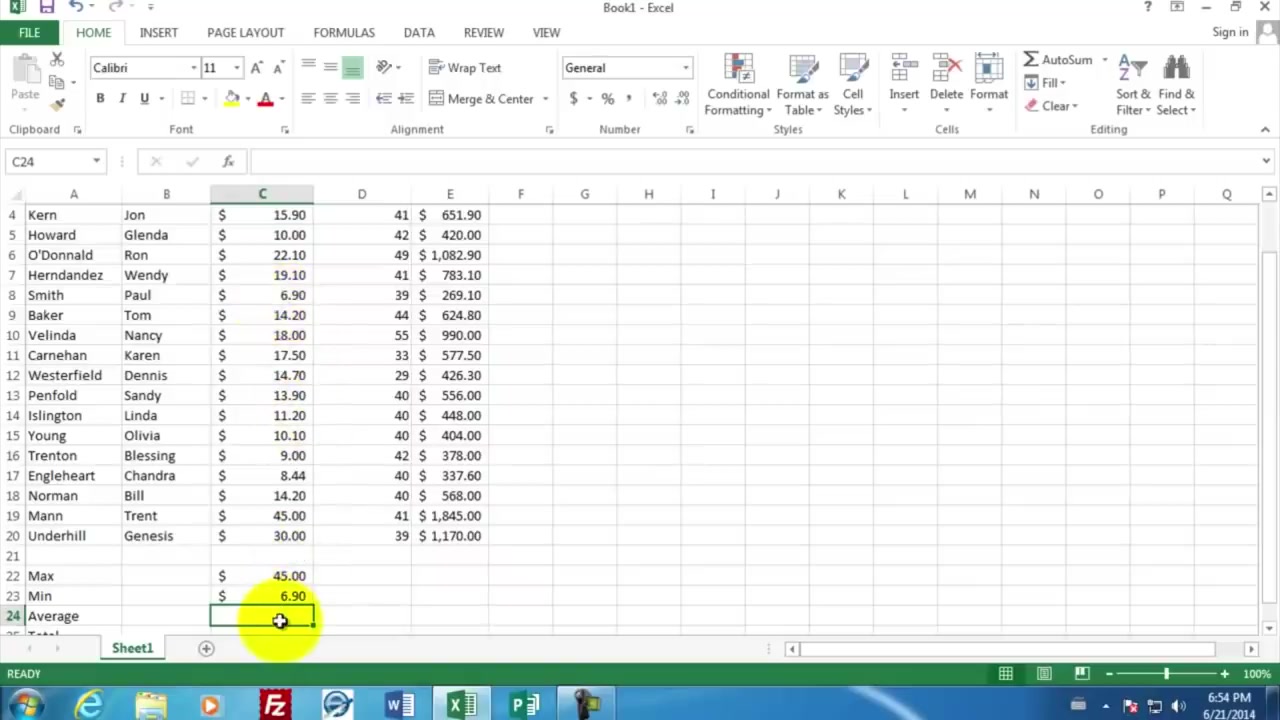 Book1 - Excel
?
FILE HOME INSERT PAGE LAYOUT FORMULAS DATA REVIEW VIEW Sign in
Paste
Calibri 11 A A Wrap Text General AutoSum
B I U A Merge & Center $ % , Fill
Clear
Conditional Formatting Format as Table Cell Styles Insert Delete Format Sort & Filter Find & Select
Clipboard Font Alignment Number Styles Cells Editing
C24 fx
A B C D E F G H I J K L M N O P Q
4 Kern Jon $ 15.90 41 $ 651.90
5 Howard Glenda $ 10.00 42 $ 420.00
6 O'Donnald Ron $ 22.10 49 $ 1,082.90
7 Herndandez Wendy $ 19.10 41 $ 783.10
8 Smith Paul $ 6.90 39 $ 269.10
9 Baker Tom $ 14.20 44 $ 624.80
10 Velinda Nancy $ 18.00 55 $ 990.00
11 Carnehan Karen $ 17.50 33 $ 577.50
12 Westerfield Dennis $ 14.70 29 $ 426.30
13 Penfold Sandy $ 13.90 40 $ 556.00
14 Islington Linda $ 11.20 40 $ 448.00
15 Young Olivia $ 10.10 40 $ 404.00
16 Trenton Blessing $ 9.00 42 $ 378.00
17 Engleheart Chandra $ 8.44 40 $ 337.60
18 Norman Bill $ 14.20 40 $ 568.00
19 Mann Trent $ 45.00 41 $ 1,845.00
20 Underhill Genesis $ 30.00 39 $ 1,170.00
21
22 Max $ 45.00
23 Min $ 6.90
24 Average
25 Total
Sheet1
READY 100%
6:54 PM
6/21/2014